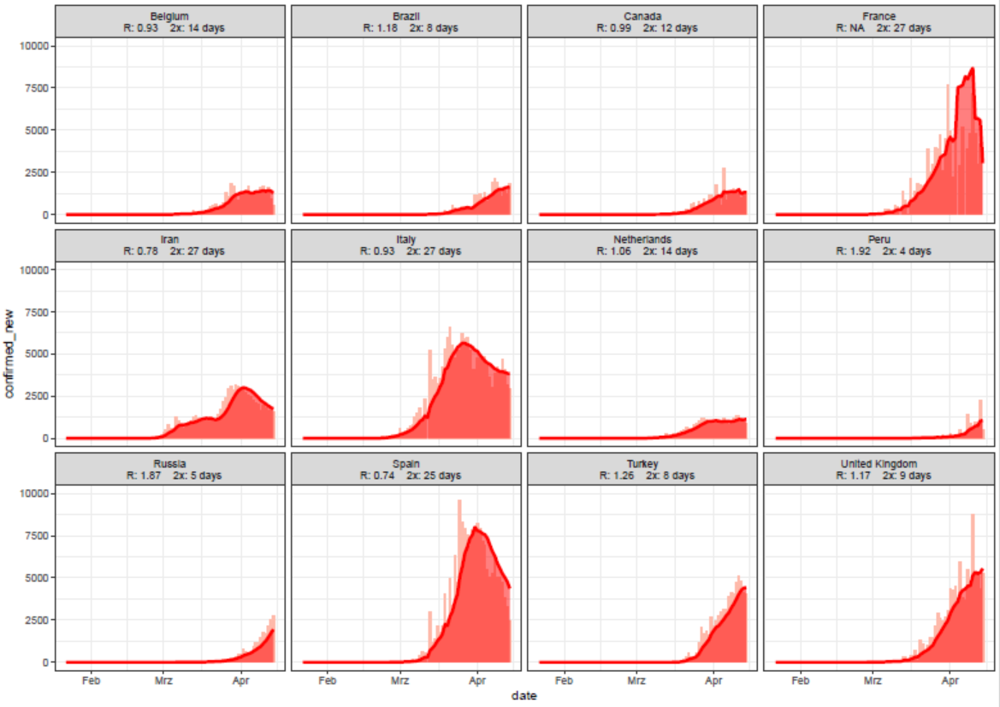 Belgium
R: 0.93 2x: 14 days
Brazil
R: 1.18 2x: 8 days
Canada
R: 0.99 2x: 12 days
France
R: NA 2x: 27 days
10000
7500
5000
2500
0
Iran
R: 0.78 2x: 27 days
Italy
R: 0.93 2x: 27 days
Netherlands
R: 1.06 2x: 14 days
Peru
R: 1.92 2x: 4 days
10000
7500
5000
2500
0
confirmed_new
Russia
R: 1.87 2x: 5 days
Spain
R: 0.74 2x: 25 days
Turkey
R: 1.26 2x: 8 days
United Kingdom
R: 1.17 2x: 9 days
10000
7500
5000
2500
0
Feb Mrz Apr
Feb Mrz Apr
Feb Mrz Apr
Feb Mrz Apr
date